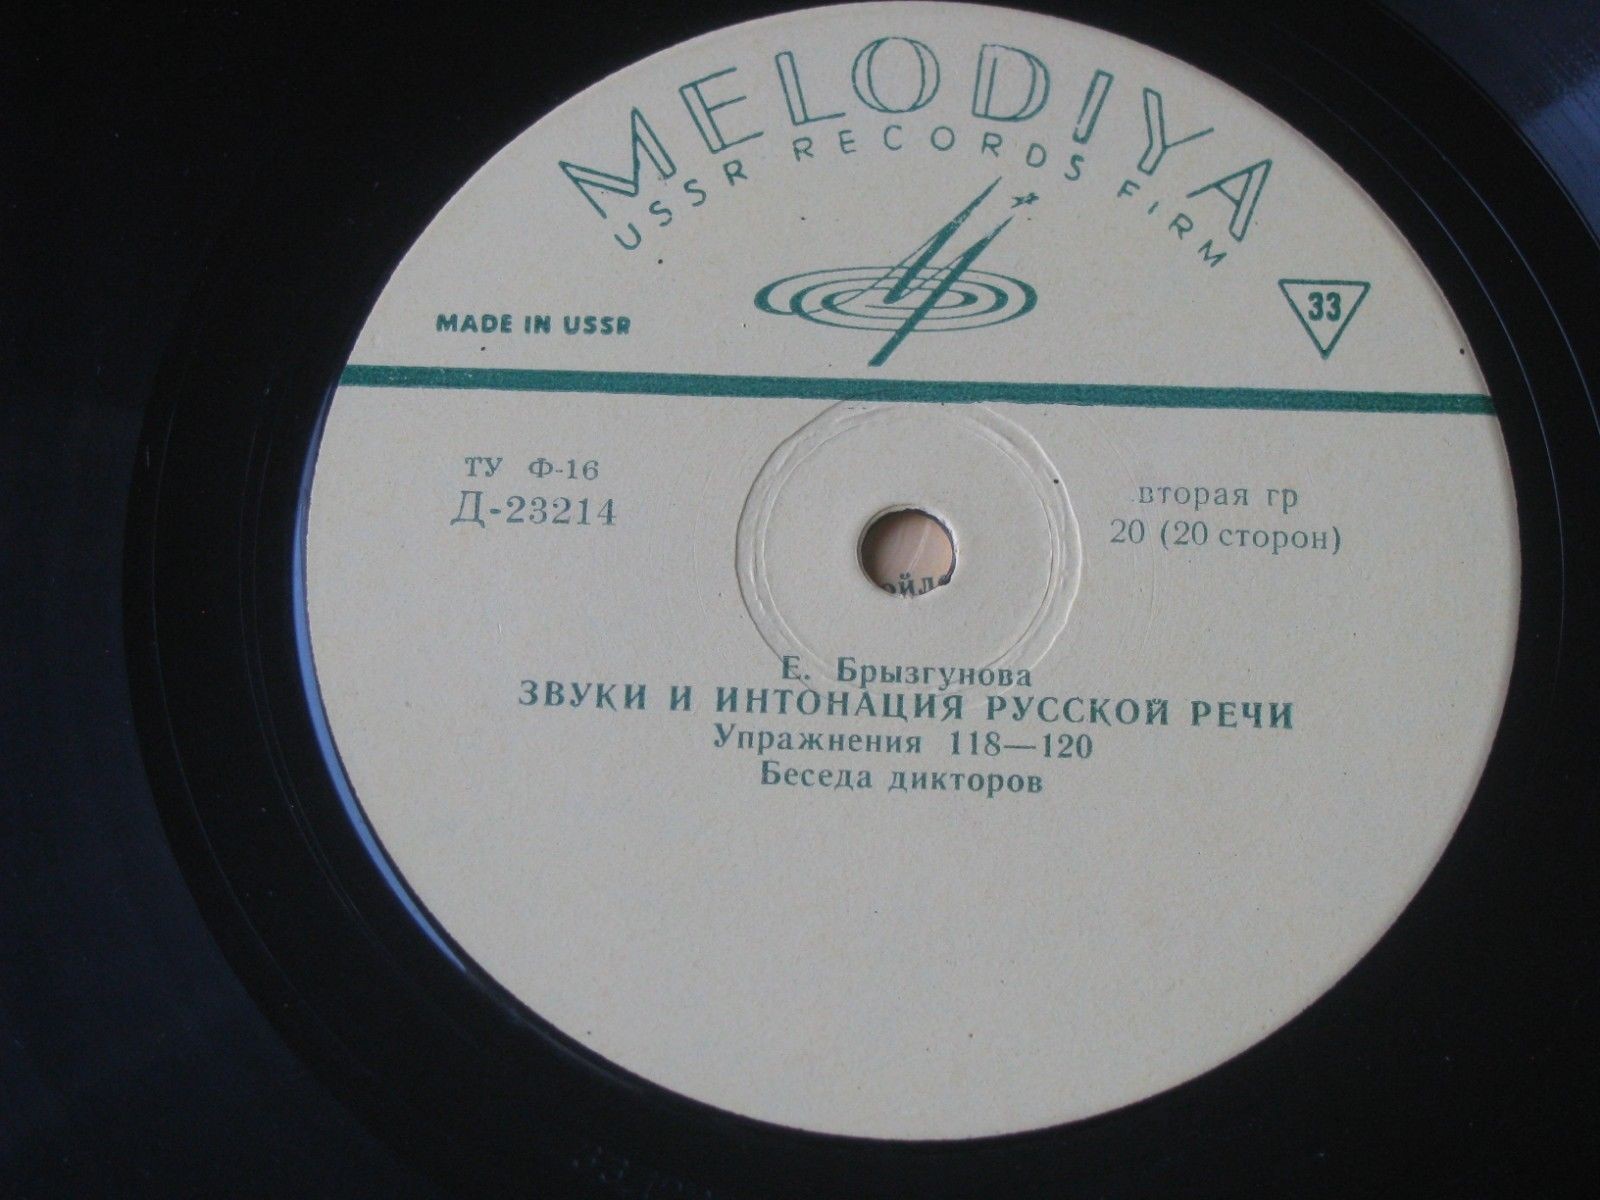 MELODIYA
USSR RECORDS FIRM
MADE IN USSR
33
ТУ Ф-16
Д-23214
вторая гр
20 (20 сторон)
Е. Брызгунова
ЗВУКИ И ИНТОНАЦИЯ РУССКОЙ РЕЧИ
Упражнения 118—120
Беседа дикторов